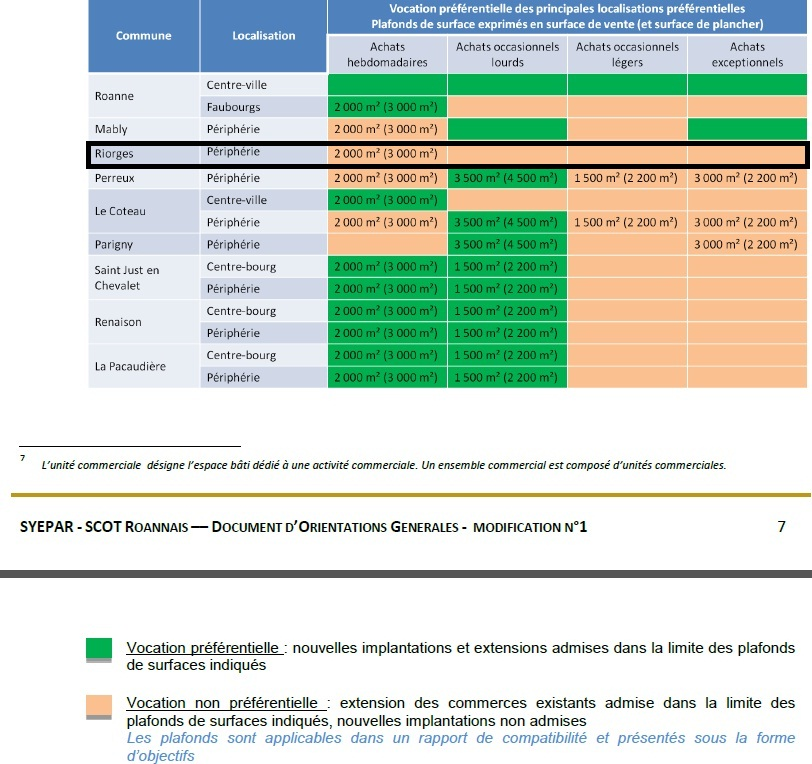 Commune Localisation Vocation préférentielle des principales localisations préférentielles
Plafonds de surface exprimés en surface de vente (et surface de plancher)
Achats hebdomadaires Achats occasionnels lourds Achats occasionnels légers Achats exceptionnels
Roanne Centre-ville
Faubourgs 2 000 m² (3 000 m²)
Mably Périphérie 2 000 m² (3 000 m²)
Riorges Périphérie 2 000 m² (3 000 m²)
Perreux Périphérie 2 000 m² (3 000 m²) 3 500 m² (4 500 m²) 1 500 m² (2 200 m²) 3 000 m² (2 200 m²)
Le Coteau Centre-ville 2 000 m² (3 000 m²)
Périphérie 2 000 m² (3 000 m²) 3 500 m² (4 500 m²) 1 500 m² (2 200 m²) 3 000 m² (2 200 m²)
Parigny Périphérie 3 500 m² (4 500 m²) 3 000 m² (2 200 m²)
Saint Just en Chevalet Centre-bourg 2 000 m² (3 000 m²) 1 500 m² (2 200 m²)
Périphérie 2 000 m² (3 000 m²) 1 500 m² (2 200 m²)
Renaison Centre-bourg 2 000 m² (3 000 m²) 1 500 m² (2 200 m²)
Périphérie 2 000 m² (3 000 m²) 1 500 m² (2 200 m²)
La Pacaudière Centre-bourg 2 000 m² (3 000 m²) 1 500 m² (2 200 m²)
Périphérie 2 000 m² (3 000 m²) 1 500 m² (2 200 m²)
7 L'unité commerciale désigne l'espace bâti dédié à une activité commerciale. Un ensemble commercial est composé d'unités commerciales.
SYEPAR - SCOT ROANNAIS — DOCUMENT D'ORIENTATIONS GENERALES - MODIFICATION N°1 7
Vocation préférentielle : nouvelles implantations et extensions admises dans la limite des plafonds
de surfaces indiqués
Vocation non préférentielle : extension des commerces existants admise dans la limite des
plafonds de surfaces indiqués, nouvelles implantations non admises
Les plafonds sont applicables dans un rapport de compatibilité et présentés sous la forme
d'objectifs